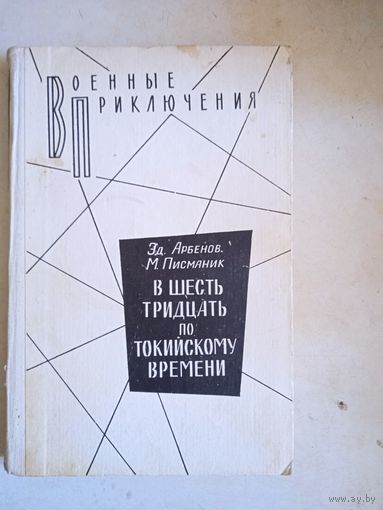 ВОЕННЫЕ
ПРИКЛЮЧЕНИЯ
Эд. АРБЕНОВ.
М. ПИСМАНИК
В ШЕСТЬ
ТРИДЦАТЬ
ПО
ТОКИЙСКОМУ
ВРЕМЕНИ
www.ay.by